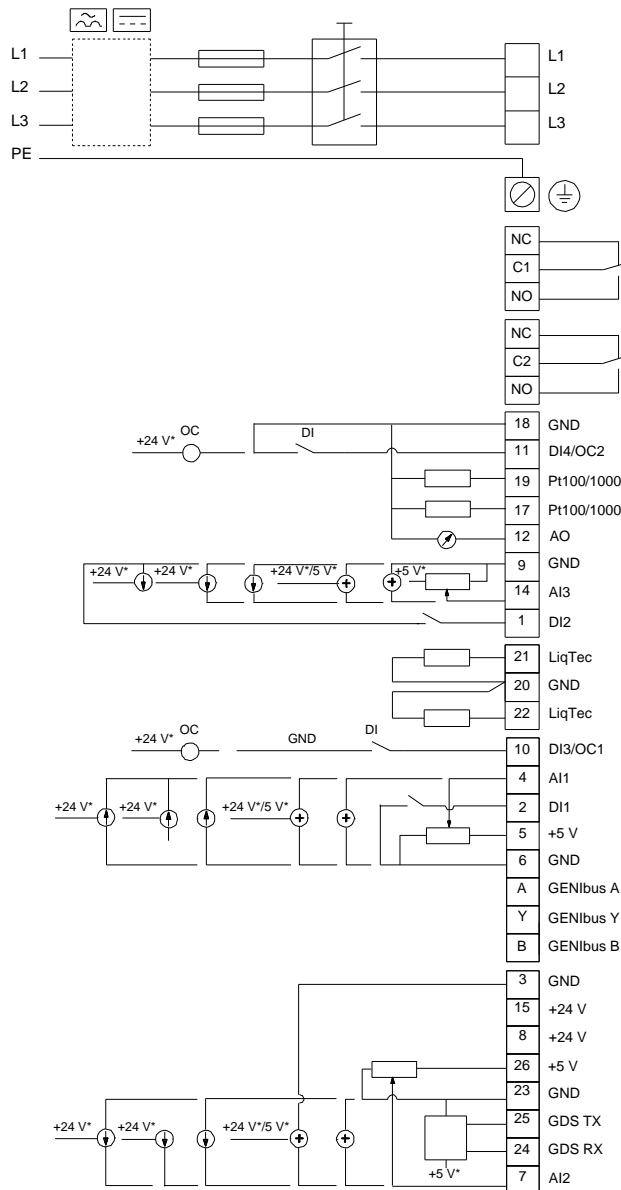 L1 L1
L2 L2
L3 L3
PE
NC
C1
NO
NC
C2
NO
18 GND
+24 V* OC DI 11 DI4/OC2
19 Pt100/1000
17 Pt100/1000
12 AO
9 GND
+24 V* +24 V* +24 V*/5 V* +5 V*
14 AI3
1 DI2
21 LiqTec
20 GND
22 LiqTec
+24 V* OC GND DI 10 DI3/OC1
4 AI1
+24 V* +24 V* +24 V*/5 V* 2 DI1
5 +5 V
6 GND
A GENIbus A
Y GENIbus Y
B GENIbus B
3 GND
15 +24 V
8 +24 V
26 +5 V
23 GND
25 GDS TX
+24 V* +24 V* +24 V*/5 V*
24 GDS RX
+5 V* 7 AI2